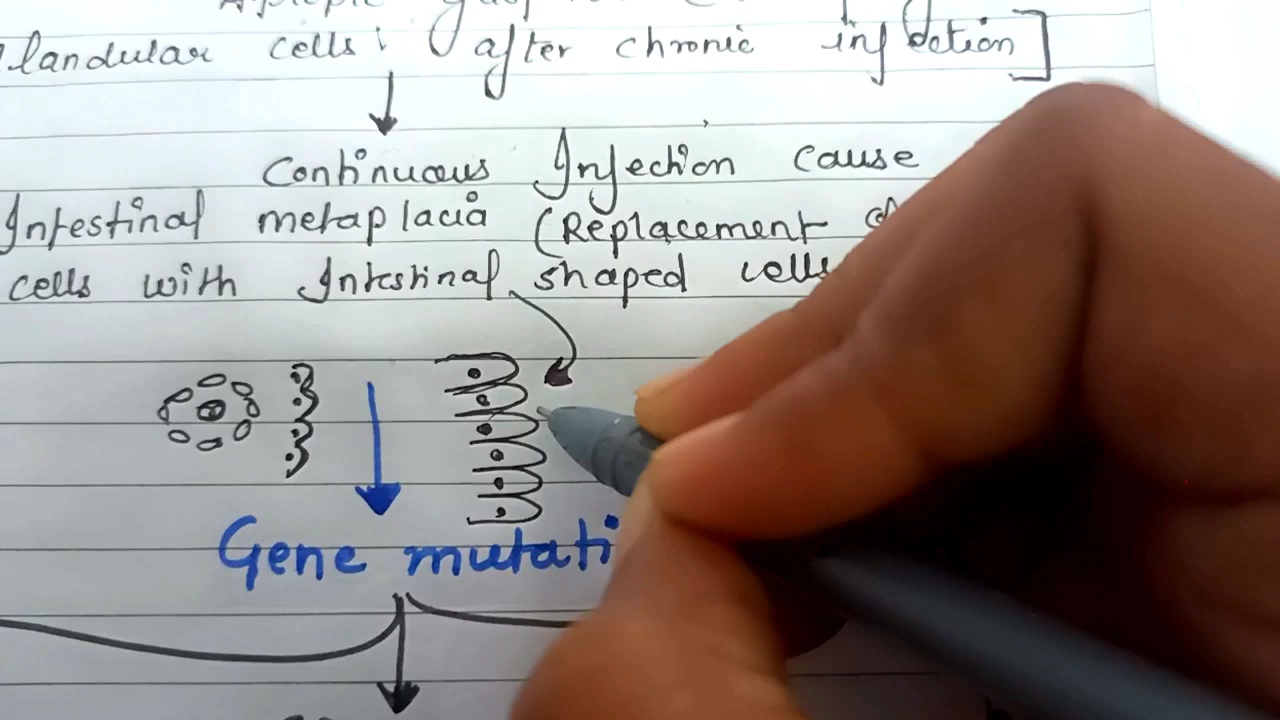 landular cells: after chronic infection]
Continuous Infection cause
Intestinal metaplacia (Replacement
cells with Intestinal shaped cells
Gene mutati